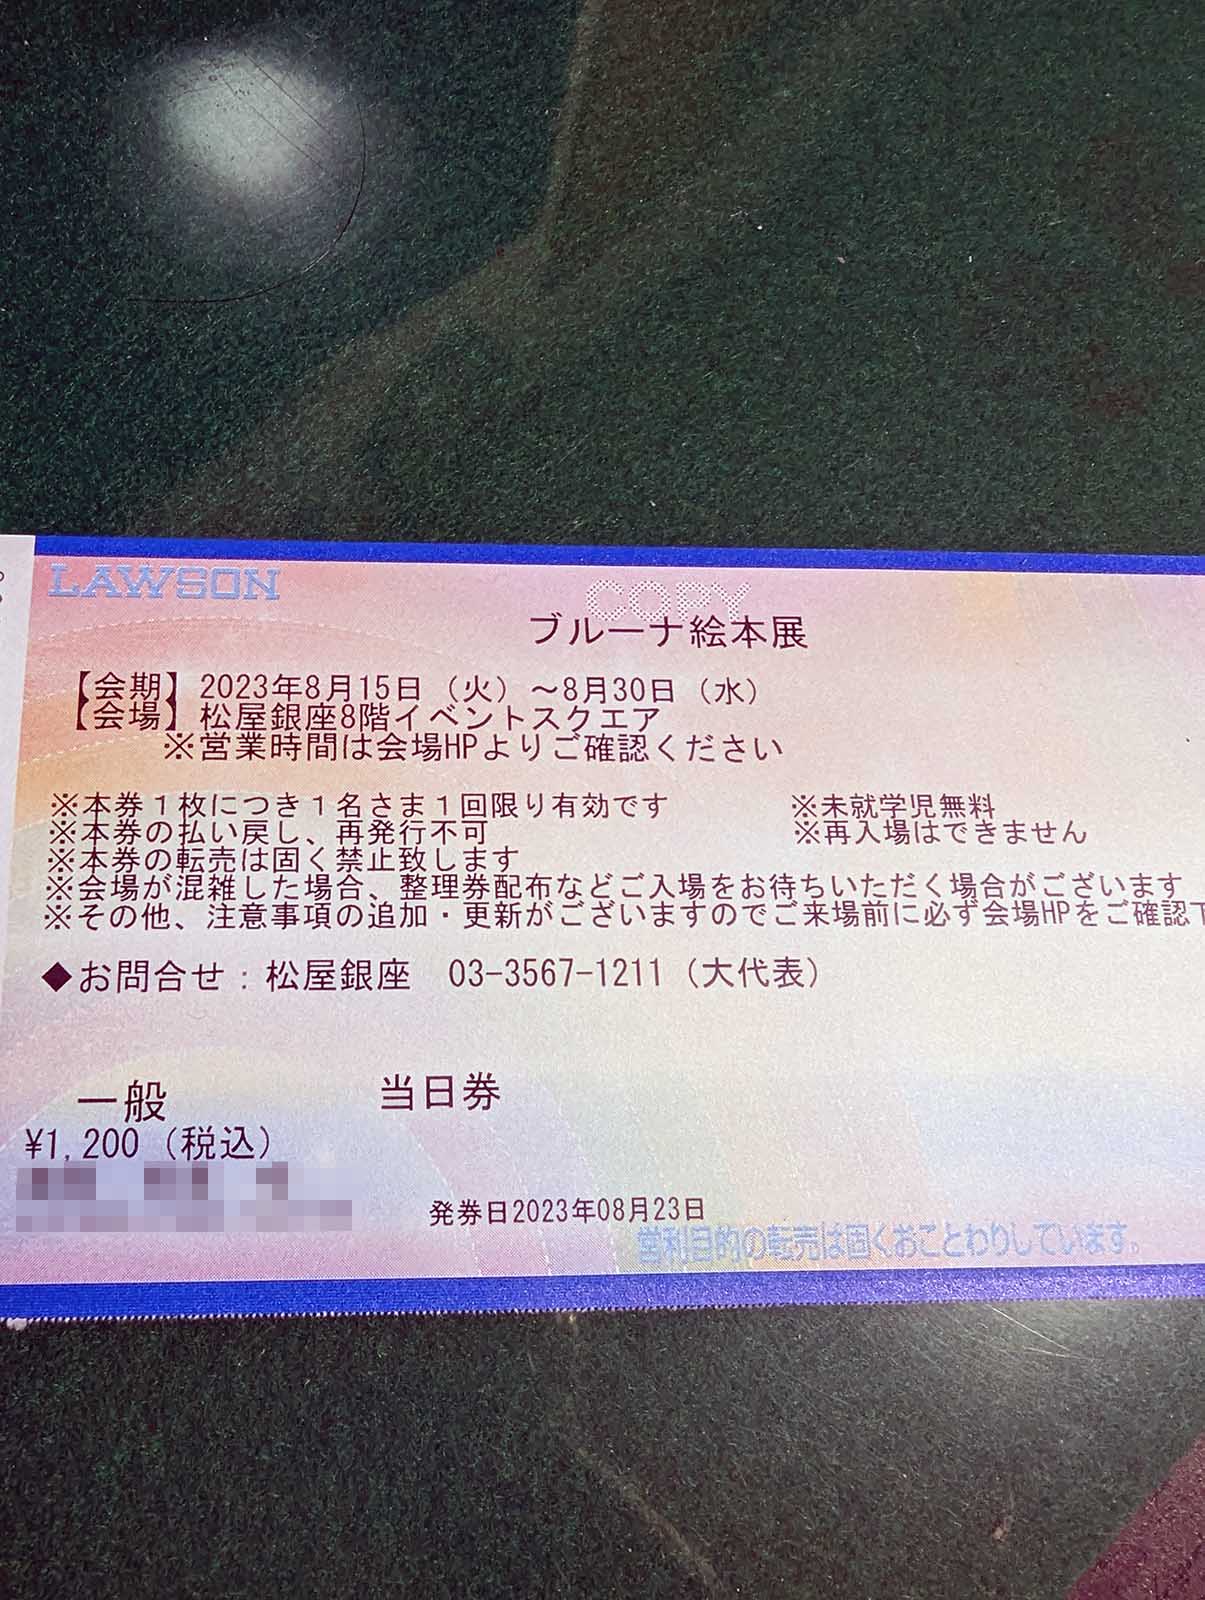 LAWSON
COPY
ブルーナ絵本展
【会期】2023年8月15日（火）～8月30日（水）
【会場】松屋銀座8階イベントスクエア
※営業時間は会場HPよりご確認ください
※本券１枚につき１名さま１回限り有効です ※未就学児無料
※本券の払い戻し、再発行不可 ※再入場はできません
※本券の転売は固く禁止致します
※会場が混雑した場合、整理券配布などご入場をお待ちいただく場合がございます
※その他、注意事項の追加・更新がございますのでご来場前に必ず会場HPをご確認下
◆お問合せ：松屋銀座　03-3567-1211（大代表）
一般 当日券
¥1,200（税込）
発券日2023年08月23日
営利目的の転売は固くおことわりしています。